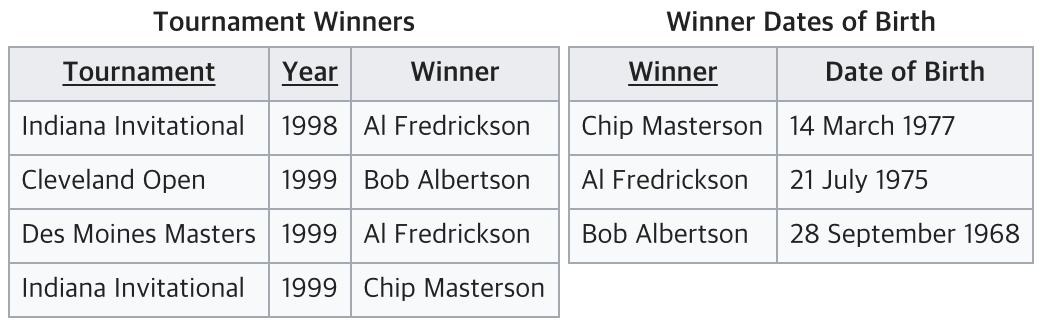 Tournament Winners
Tournament Year Winner
Indiana Invitational 1998 Al Fredrickson
Cleveland Open 1999 Bob Albertson
Des Moines Masters 1999 Al Fredrickson
Indiana Invitational 1999 Chip Masterson
Winner Dates of Birth
Winner Date of Birth
Chip Masterson 14 March 1977
Al Fredrickson 21 July 1975
Bob Albertson 28 September 1968